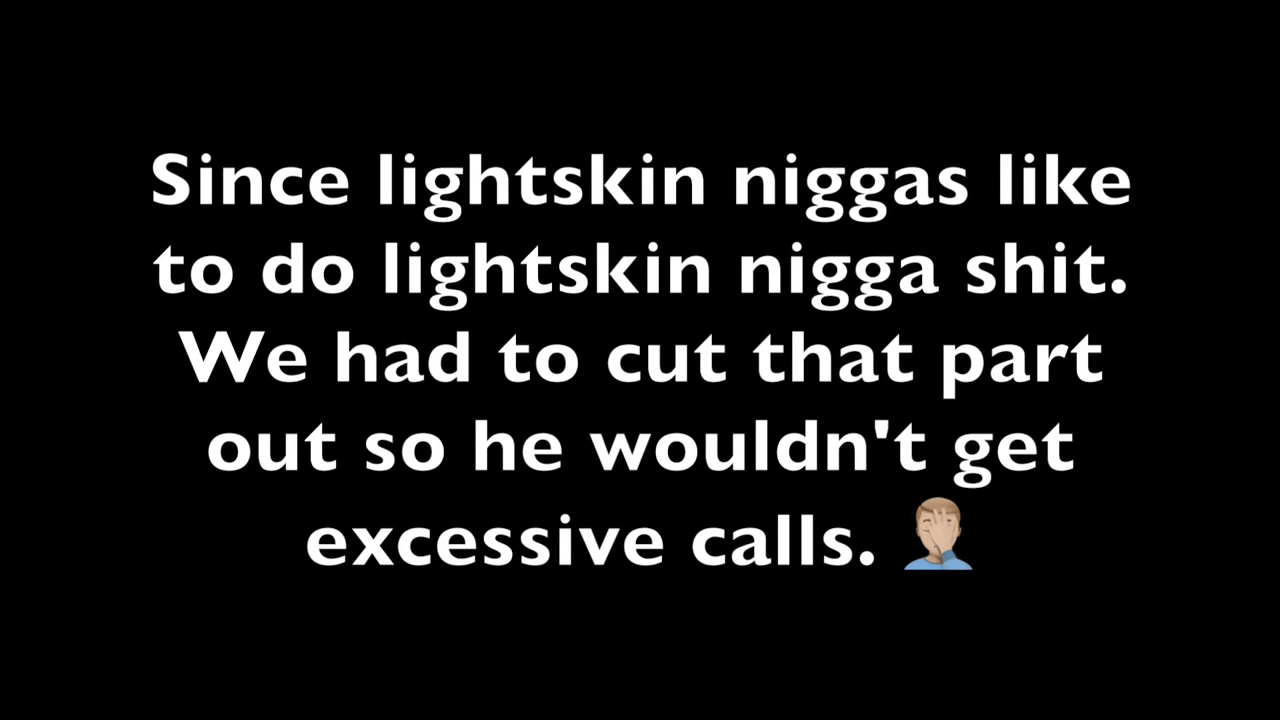 Since lightskin niggas like
to do lightskin nigga shit.
We had to cut that part
out so he wouldn't get
excessive calls. 🤦🏼‍♂️